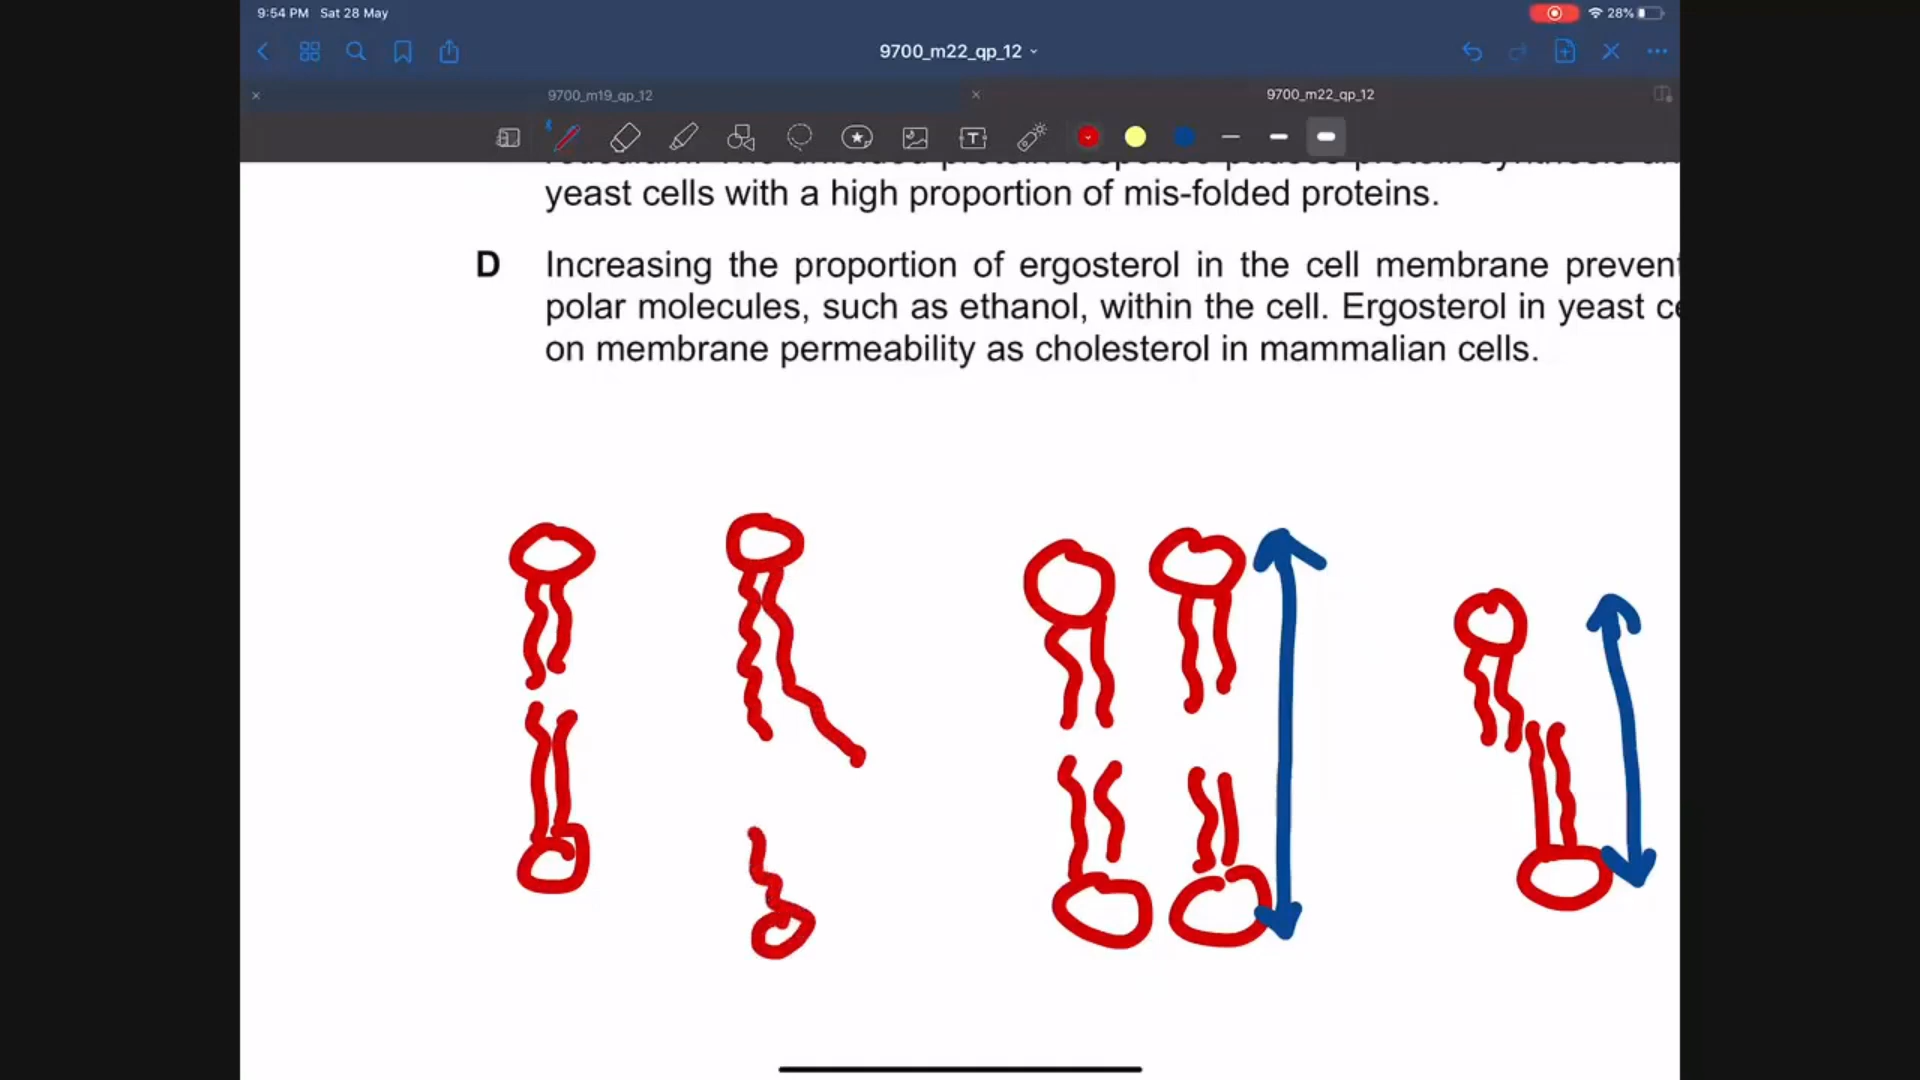 9:54 PM Sat 28 May
28%
9700_m22_qp_12
9700_m19_qp_12
9700_m22_qp_12
T
yeast cells with a high proportion of mis-folded proteins.
D Increasing the proportion of ergosterol in the cell membrane prevent
polar molecules, such as ethanol, within the cell. Ergosterol in yeast ce
on membrane permeability as cholesterol in mammalian cells.